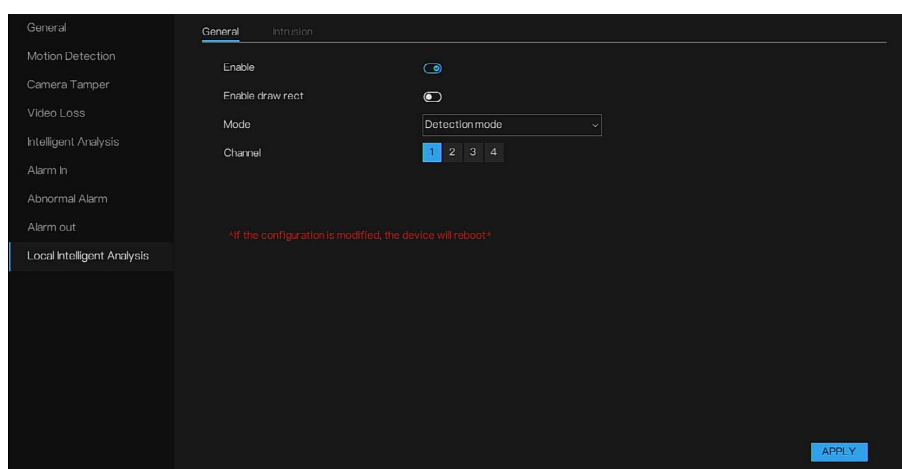 General
Motion Detection
Camera Tamper
Video Loss
Intelligent Analysis
Alarm In
Abnormal Alarm
Alarm out
Local Intelligent Analysis
General Intrusion
Enable
Enable draw rect
Mode Detection mode
Channel 1 2 3 4
*If the configuration is modified, the device will reboot*
APPLY